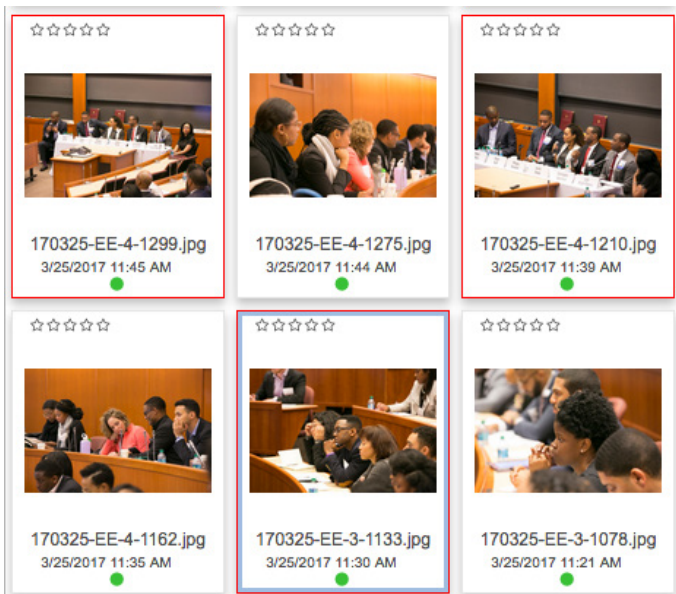 170325-EE-4-1299.jpg
3/25/2017 11:45 AM
170325-EE-4-1275.jpg
3/25/2017 11:44 AM
170325-EE-4-1210.jpg
3/25/2017 11:39 AM
170325-EE-4-1162.jpg
3/25/2017 11:35 AM
170325-EE-3-1133.jpg
3/25/2017 11:30 AM
170325-EE-3-1078.jpg
3/25/2017 11:21 AM